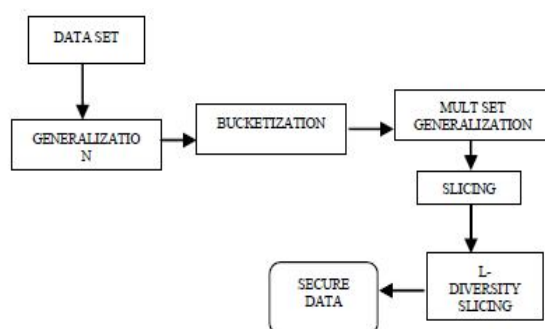 DATA SET
GENERALIZATIO
N
BUCKETIZATION
MULT SET
GENERALIZATION
SLICING
L-
DIVERSITY
SLICING
SECURE
DATA